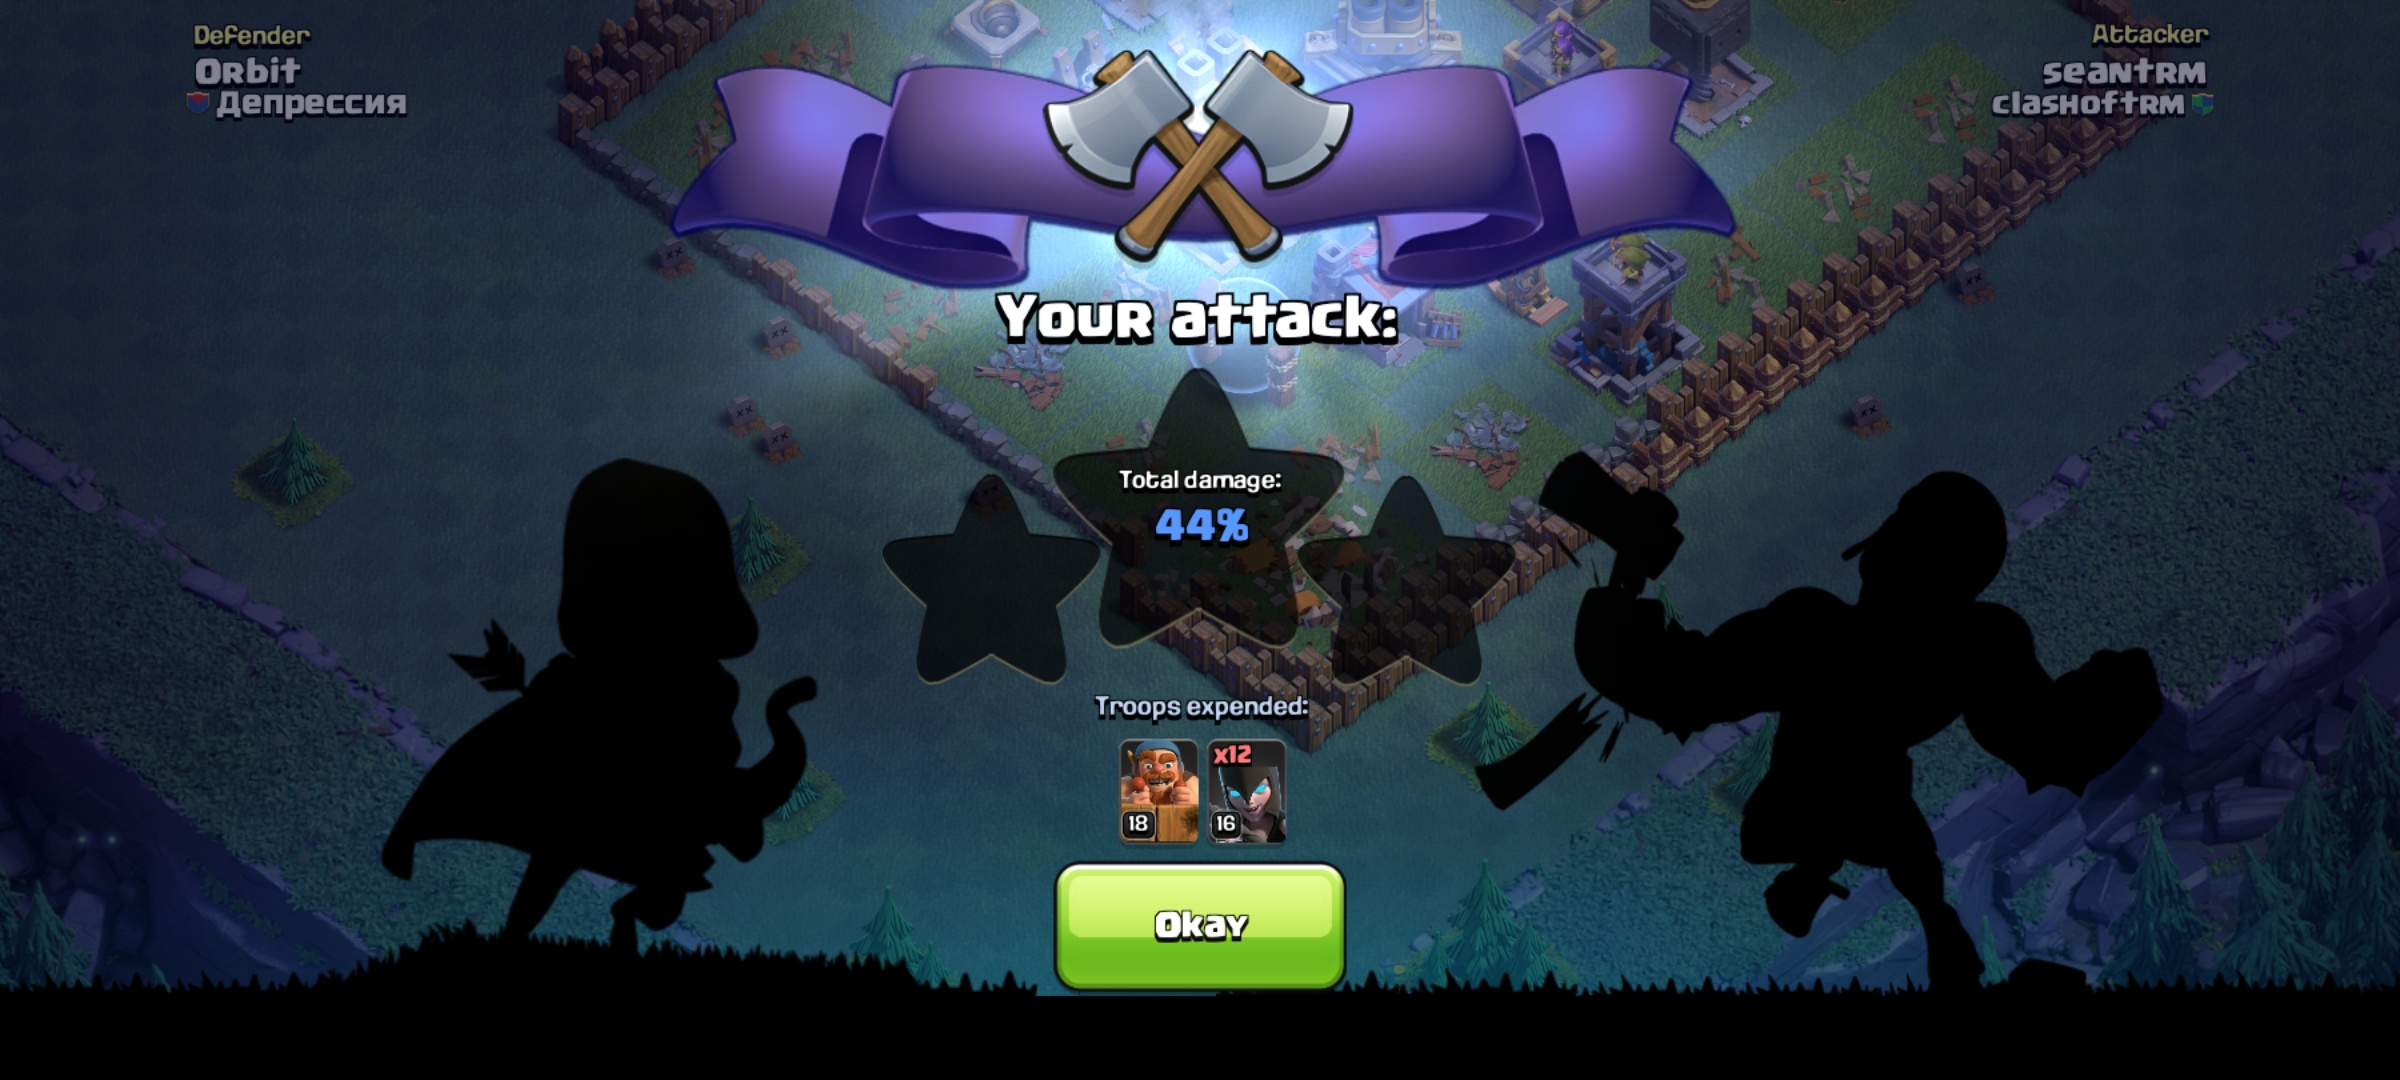 Defender
Orbit
Депрессия
Attacker
seantrm
clashoftrm
Your attack:
Total damage:
44%
Troops expended:
x12
18
16
Okay